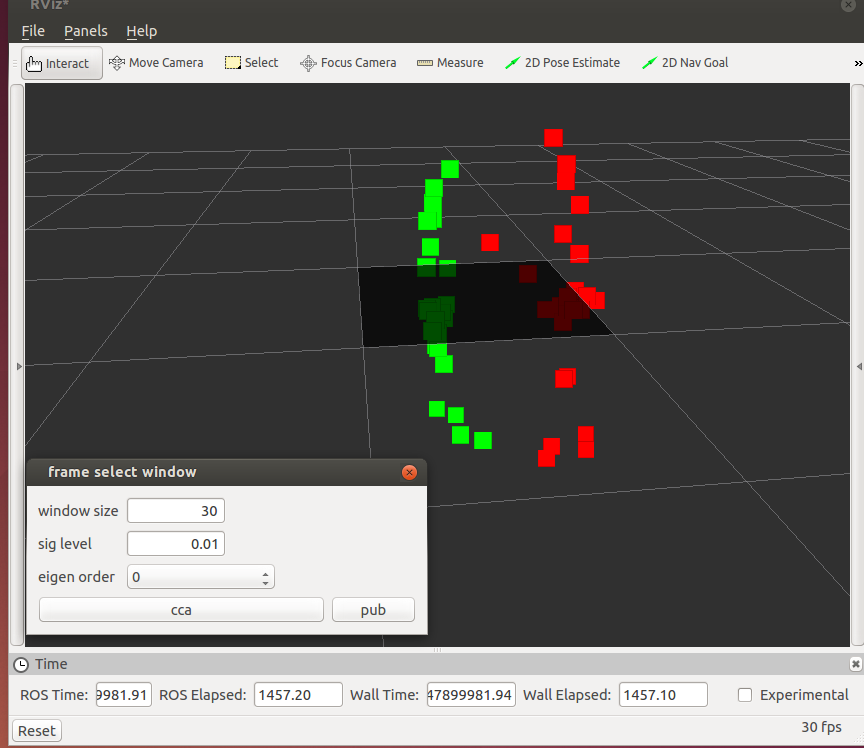 RViz*
File Panels Help
Interact Move Camera Select Focus Camera Measure 2D Pose Estimate 2D Nav Goal »
frame select window
window size 30
sig level 0.01
eigen order 0
cca pub
Time
ROS Time: 9981.91 ROS Elapsed: 1457.20 Wall Time: 47899981.94 Wall Elapsed: 1457.10 Experimental
Reset 30 fps